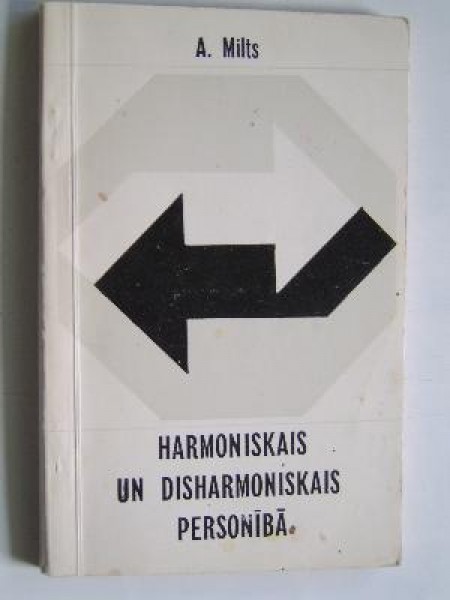 A. Milts
HARMONISKAIS
UN DISHARMONISKAIS
PERSONĪBĀ.